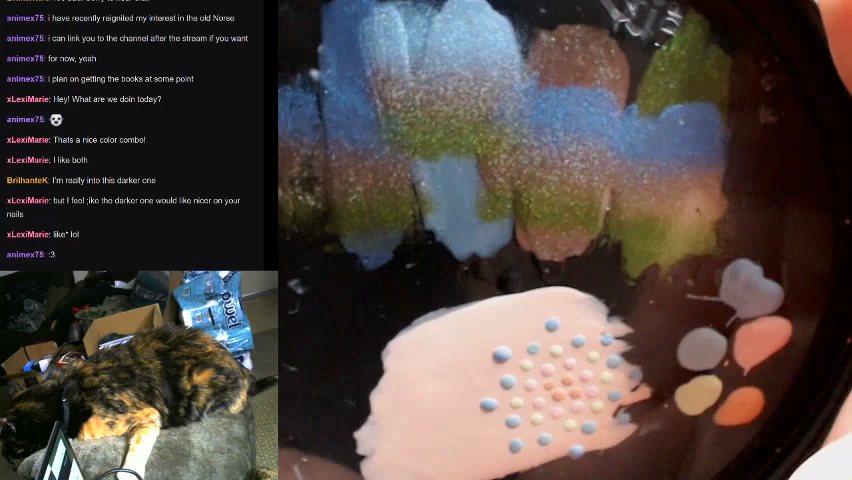 animex75: i have recently reignited my interest in the old Norse
animex75: i can link you to the channel after the stream if you want
animex75: for now, yeah
animex75: i plan on getting the books at some point
xLexiMarie: Hey! What are we doin today?
animex75:
xLexiMarie: Thats a nice color combo!
xLexiMarie: I like both
BrilhanteK: I'm really into this darker one
xLexiMarie: but I feel ;ike the darker one would like nicer on your
nails
xLexiMarie: like* lol
animex75: :3